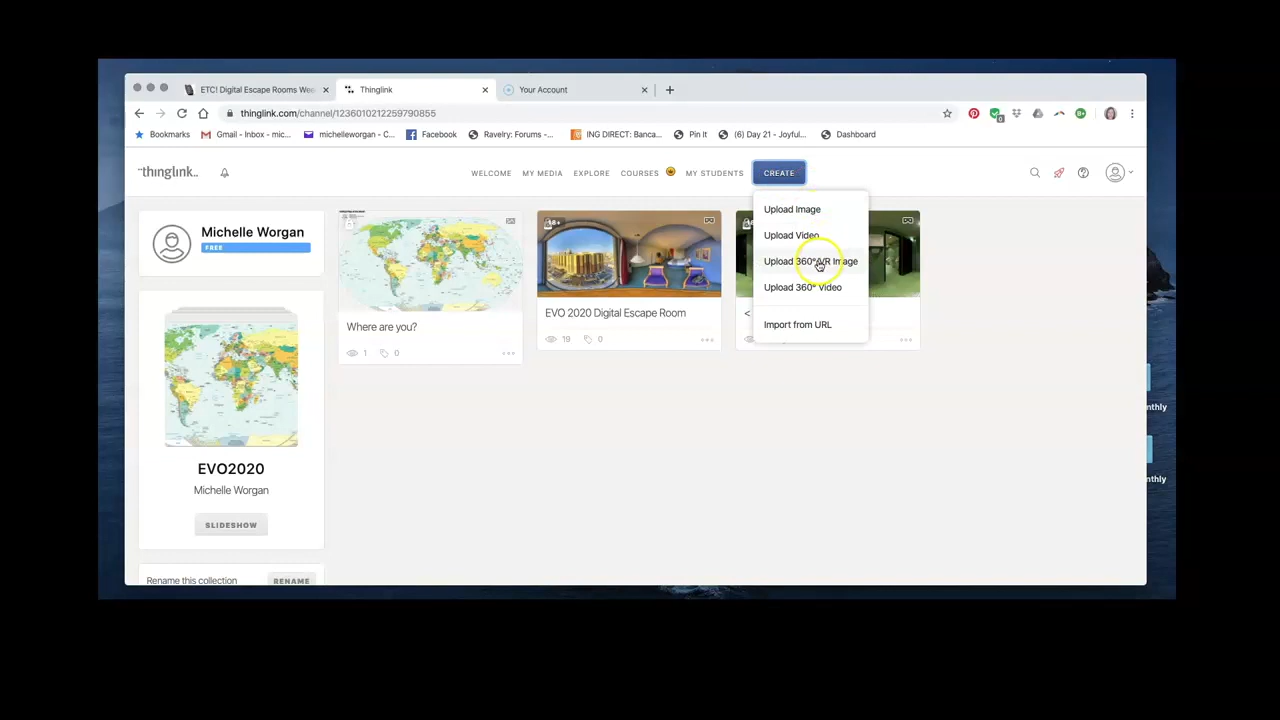 ETC! Digital Escape Rooms Wee
Thinglink
Your Account
thinglink.com/channel/1236010212259790855
Bookmarks
Gmail - Inbox - mic...
michelleworgan - C...
Facebook
Ravelry: Forums -...
ING DIRECT: Banca...
Pin It
(6) Day 21 - Joyful...
Dashboard
thinglink..
WELCOME
MY MEDIA
EXPLORE
COURSES
MY STUDENTS
CREATE
Upload Image
Upload Video
Upload 360°/VR Image
Upload 360° Video
Import from URL
Michelle Worgan
FREE
EVO2020
Michelle Worgan
SLIDESHOW
Rename this collection
RENAME
Where are you?
1
0
18+
EVO 2020 Digital Escape Room
19
0
<
nthly
nthly